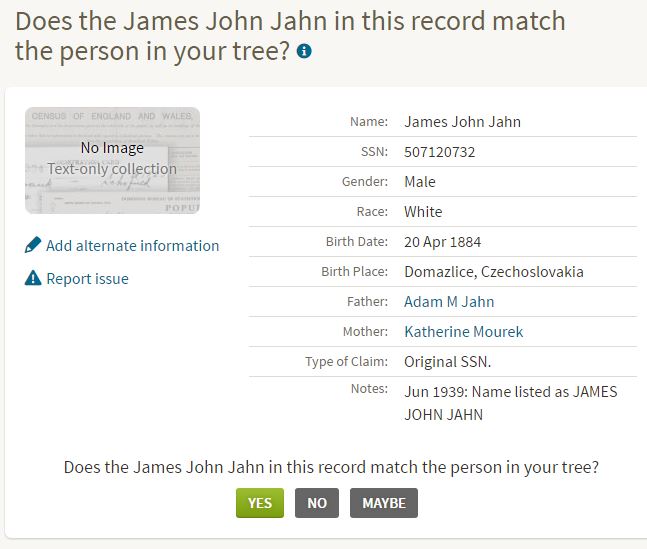 Does the James John Jahn in this record match
the person in your tree?
CENSUS OF ENGLAND AND WALES,
No Image
Text-only collection
POPU
Add alternate information
Report issue
Name: James John Jahn
SSN: 507120732
Gender: Male
Race: White
Birth Date: 20 Apr 1884
Birth Place: Domazlice, Czechoslovakia
Father: Adam M Jahn
Mother: Katherine Mourek
Type of Claim: Original SSN.
Notes: Jun 1939: Name listed as JAMES
JOHN JAHN
Does the James John Jahn in this record match the person in your tree?
YES NO MAYBE